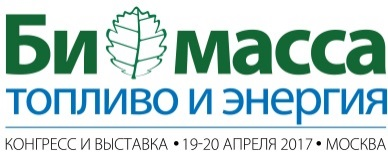 Биомасса
топливо и энергия
КОНГРЕСС И ВЫСТАВКА • 19-20 АПРЕЛЯ 2017 • МОСКВА